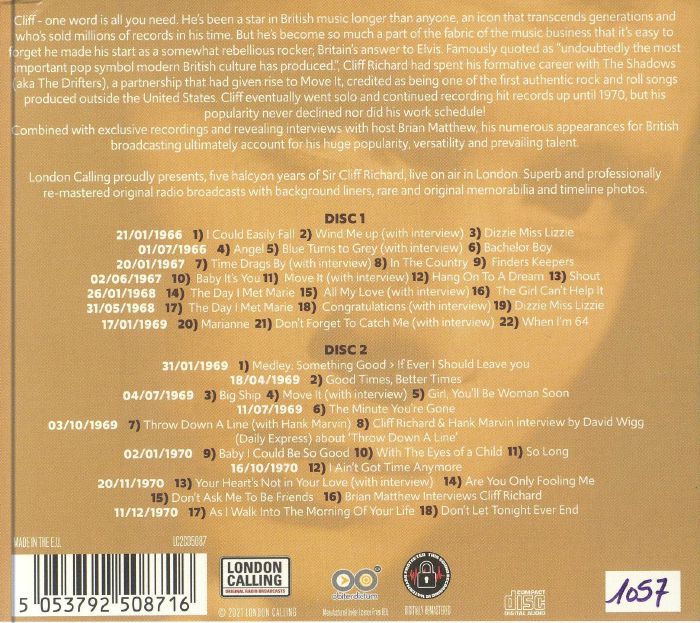 Cliff - one word is all you need. He's been a star in British music longer than anyone, an icon that transcends generations and
who's sold millions of records in his time. But he's become so much a part of the fabric of the music business that it's easy to
forget he made his start as a somewhat rebellious rocker, Britain's answer to Elvis. Famously quoted as "undoubtedly the most
important pop symbol modern British culture has produced.", Cliff Richard had spent his formative career with The Shadows
(aka The Drifters), a partnership that had given rise to Move It, credited as being one of the first authentic rock and roll songs
produced outside the United States. Cliff eventually went solo and continued recording hit records up until 1970, but his
popularity never declined nor did his work schedule!
Combined with exclusive recordings and revealing interviews with host Brian Matthew, his numerous appearances for British
broadcasting ultimately account for his huge popularity, versatility and prevailing talent.
London Calling proudly presents, five halcyon years of Sir Cliff Richard, live on air in London. Superb and professionally
re-mastered original radio broadcasts with background liners, rare and original memorabilia and timeline photos.
DISC 1
21/01/1966 1) I Could Easily Fall 2) Wind Me up (with interview) 3) Dizzie Miss Lizzie
01/07/1966 4) Angel 5) Blue Turns to Grey (with interview) 6) Bachelor Boy
20/01/1967 7) Time Drags By (with interview) 8) In The Country 9) Finders Keepers
02/06/1967 10) Baby It's You 11) Move It (with interview) 12) Hang On To A Dream 13) Shout
26/01/1968 14) The Day I Met Marie 15) All My Love (with interview) 16) The Girl Can't Help It
31/05/1968 17) The Day I Met Marie 18) Congratulations (with interview) 19) Dizzie Miss Lizzie
17/01/1969 20) Marianne 21) Don't Forget To Catch Me (with interview) 22) When I'm 64
DISC 2
31/01/1969 1) Medley: Something Good > If Ever I Should Leave you
18/04/1969 2) Good Times, Better Times
04/07/1969 3) Big Ship 4) Move It (with interview) 5) Girl, You'll Be Woman Soon
11/07/1969 6) The Minute You're Gone
03/10/1969 7) Throw Down A Line (with Hank Marvin) 8) Cliff Richard & Hank Marvin interview by David Wigg
(Daily Express) about 'Throw Down A Line'
02/01/1970 9) Baby I Could Be So Good 10) With The Eyes of a Child 11) So Long
16/10/1970 12) I Ain't Got Time Anymore
20/11/1970 13) Your Heart's Not in Your Love (with interview) 14) Are You Only Fooling Me
15) Don't Ask Me To Be Friends 16) Brian Matthew Interviews Cliff Richard
11/12/1970 17) As I Walk Into The Morning Of Your Life 18) Don't Let Tonight Ever End
MADE IN THE E.U.
LC2CD5087
5 053792 508716
LONDON
CALLING
ORIGINAL RADIO BROADCASTS
© 2021 LONDON CALLING
obiterdictum
DIGITALLY REMASTERED
COMPACT
disc
DIGITAL AUDIO
1057